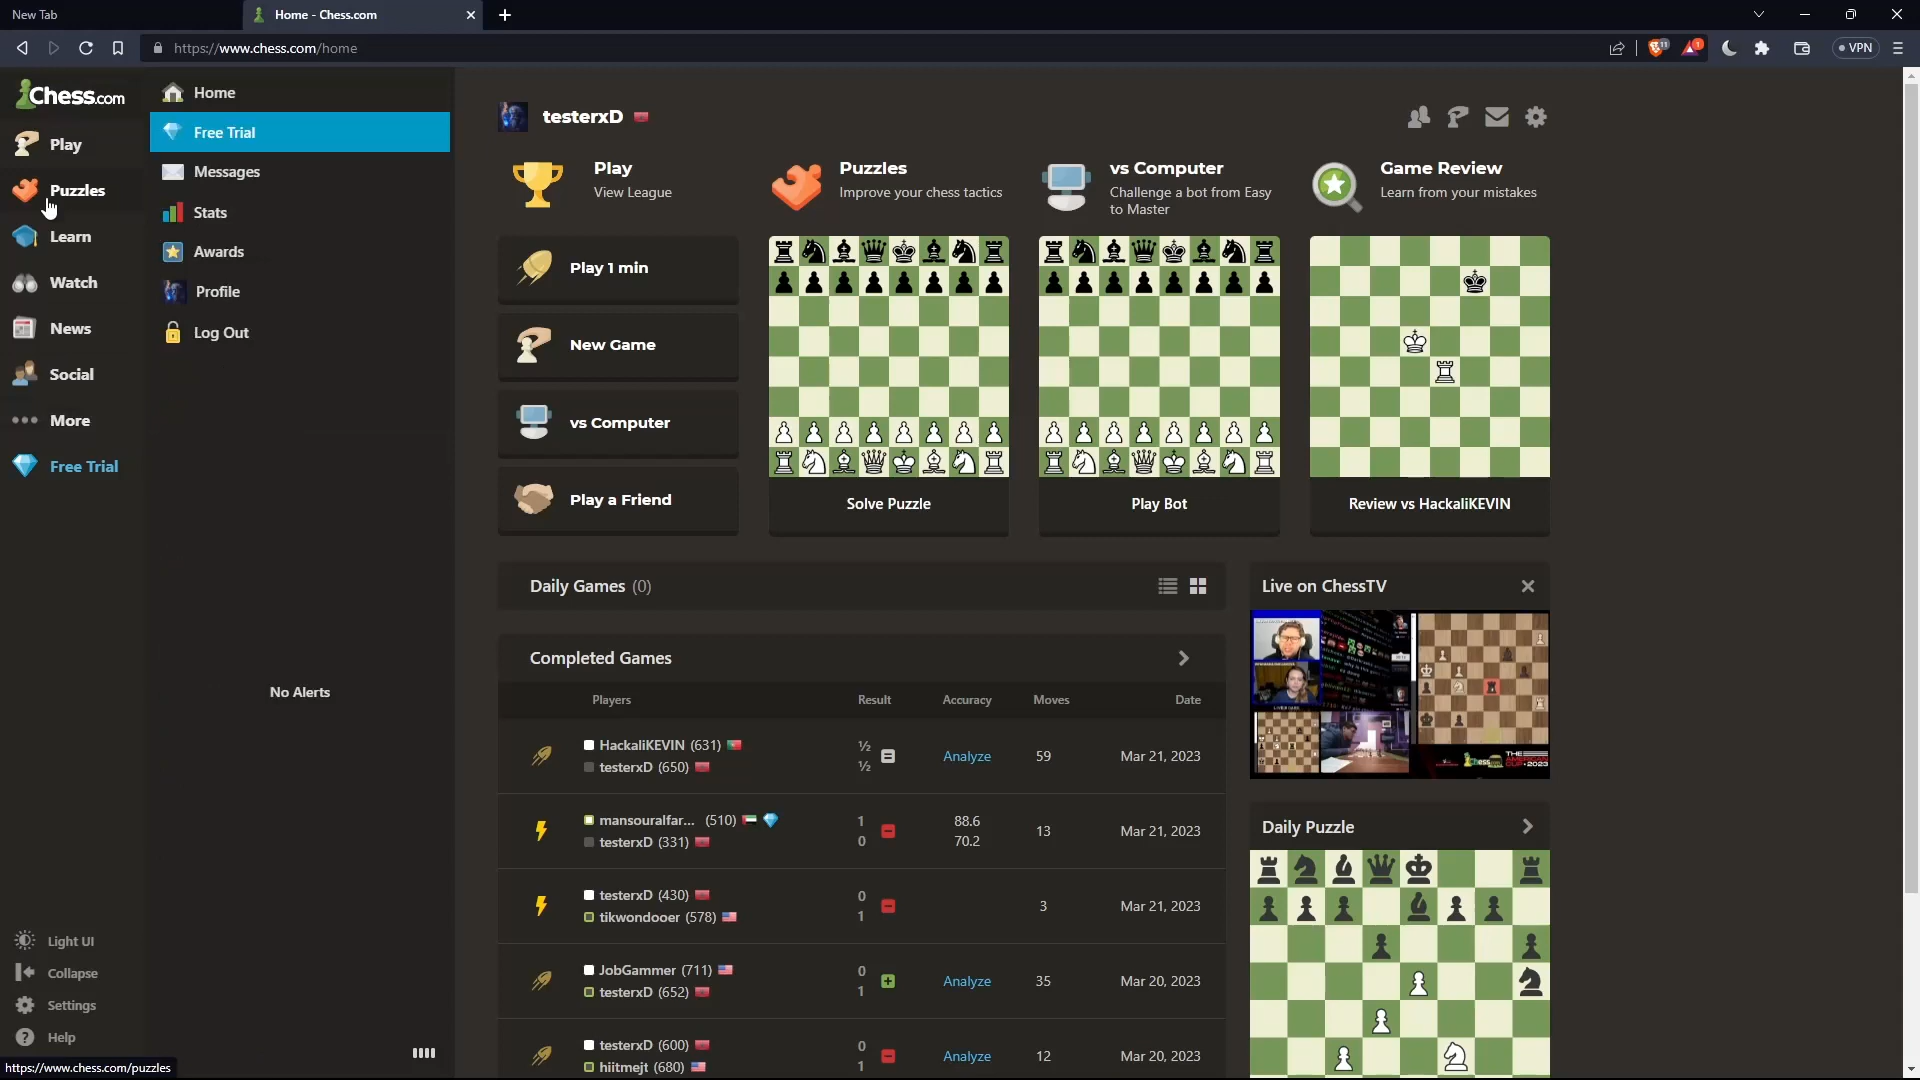 New Tab
Home - Chess.com
https://www.chess.com/home
11
1
VPN
Chess.com
Play
Puzzles
Learn
Watch
News
Social
More
Free Trial
Light UI
Collapse
Settings
Help
https://www.chess.com/puzzles
Home
Free Trial
Messages
Stats
Awards
Profile
Log Out
No Alerts
testerxD
Play
View League
Puzzles
Improve your chess tactics
vs Computer
Challenge a bot from Easy
to Master
Game Review
Learn from your mistakes
Play 1 min
New Game
vs Computer
Play a Friend
Solve Puzzle
Play Bot
Review vs HackaliKEVIN
Daily Games (0)
Completed Games
Players Result Accuracy Moves Date
HackaliKEVIN (631) ½ Analyze 59 Mar 21, 2023
testerxD (650) ½
mansouralfar... (510) 1 88.6 13 Mar 21, 2023
testerxD (331) 0 70.2
testerxD (430) 0 3 Mar 21, 2023
tikwondooer (578) 1
JobGammer (711) 0 Analyze 35 Mar 20, 2023
testerxD (652) 1
testerxD (600) 0 Analyze 12 Mar 20, 2023
hiitmejt (680) 1
Live on ChessTV
Chess.com
THE
AMERICAN
CUP 2023
Daily Puzzle